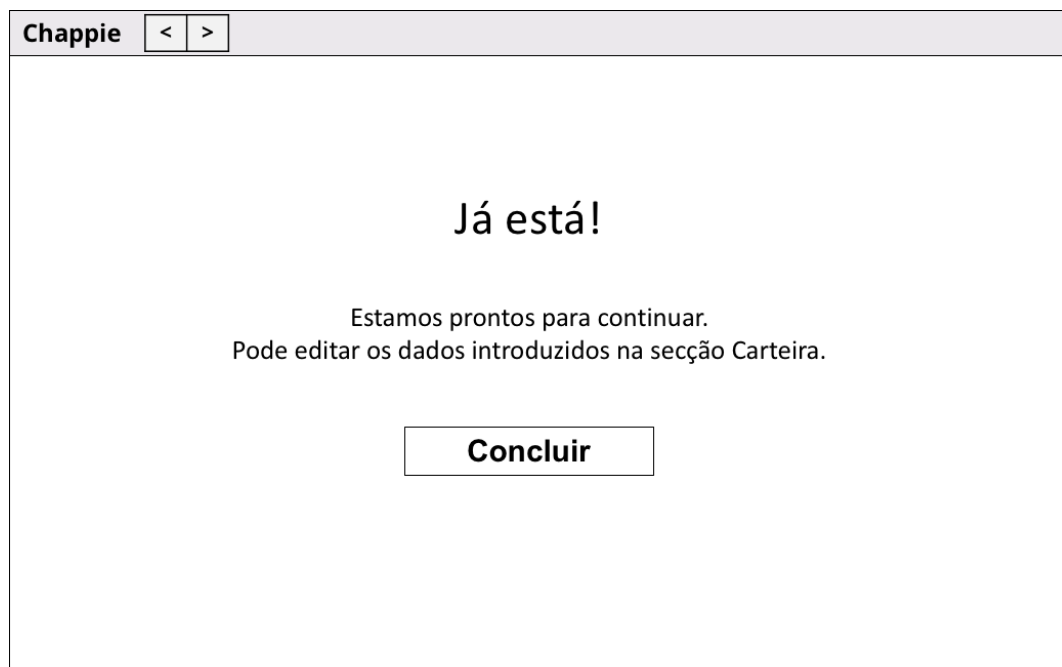 Chappie < >
Já está!
Estamos prontos para continuar.
Pode editar os dados introduzidos na secção Carteira.
Concluir